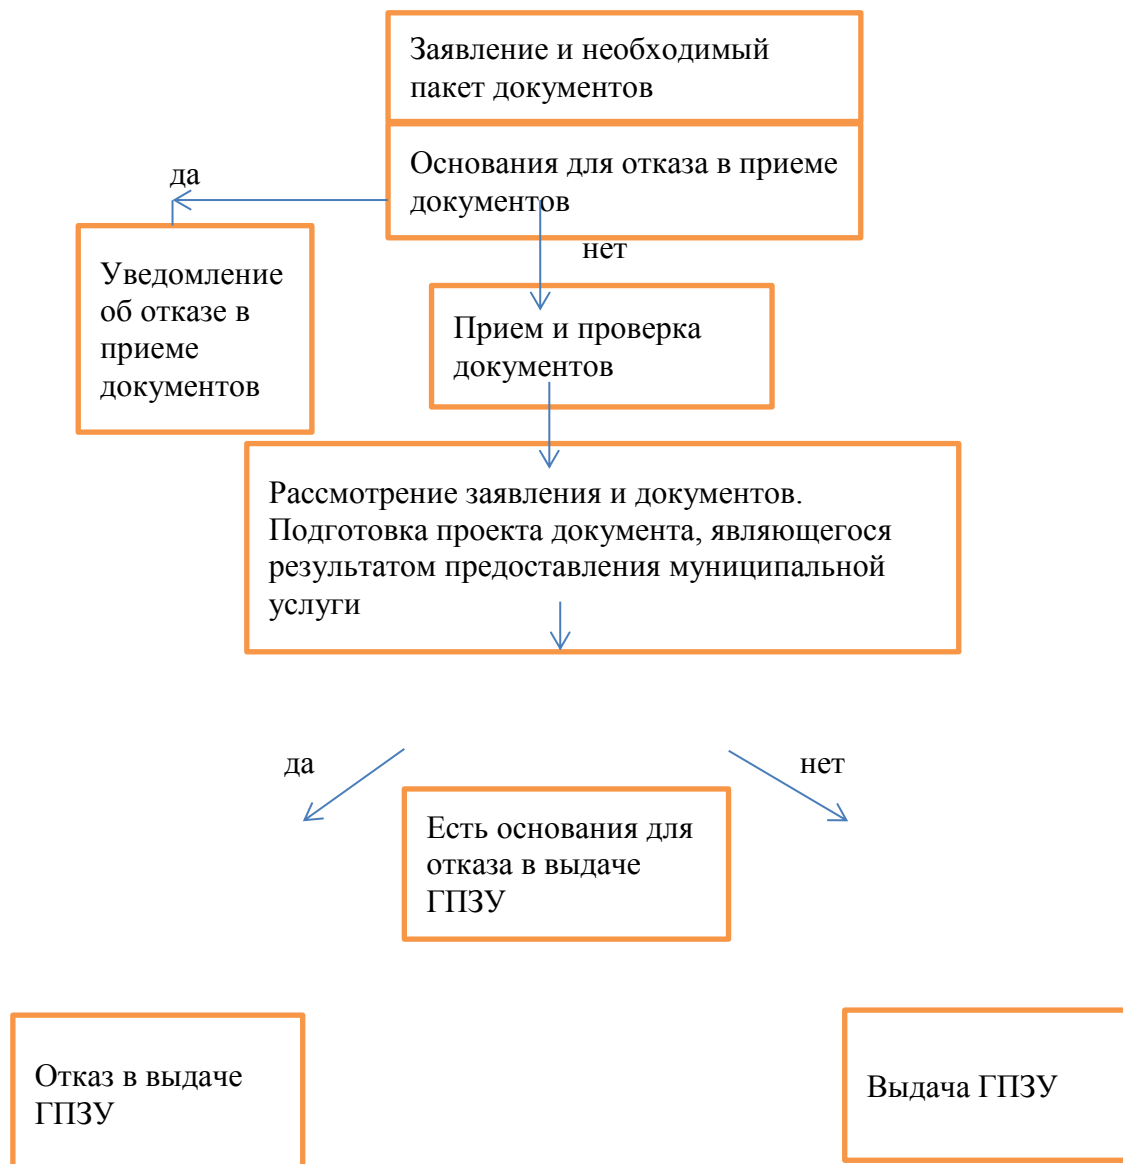 Заявление и необходимый
пакет документов
Основания для отказа в приеме
документов
да
нет
Уведомление
об отказе в
приеме
документов
Прием и проверка
документов
Рассмотрение заявления и документов.
Подготовка проекта документа, являющегося
результатом предоставления муниципальной
услуги
да
нет
Есть основания для
отказа в выдаче
ГПЗУ
Отказ в выдаче
ГПЗУ
Выдача ГПЗУ